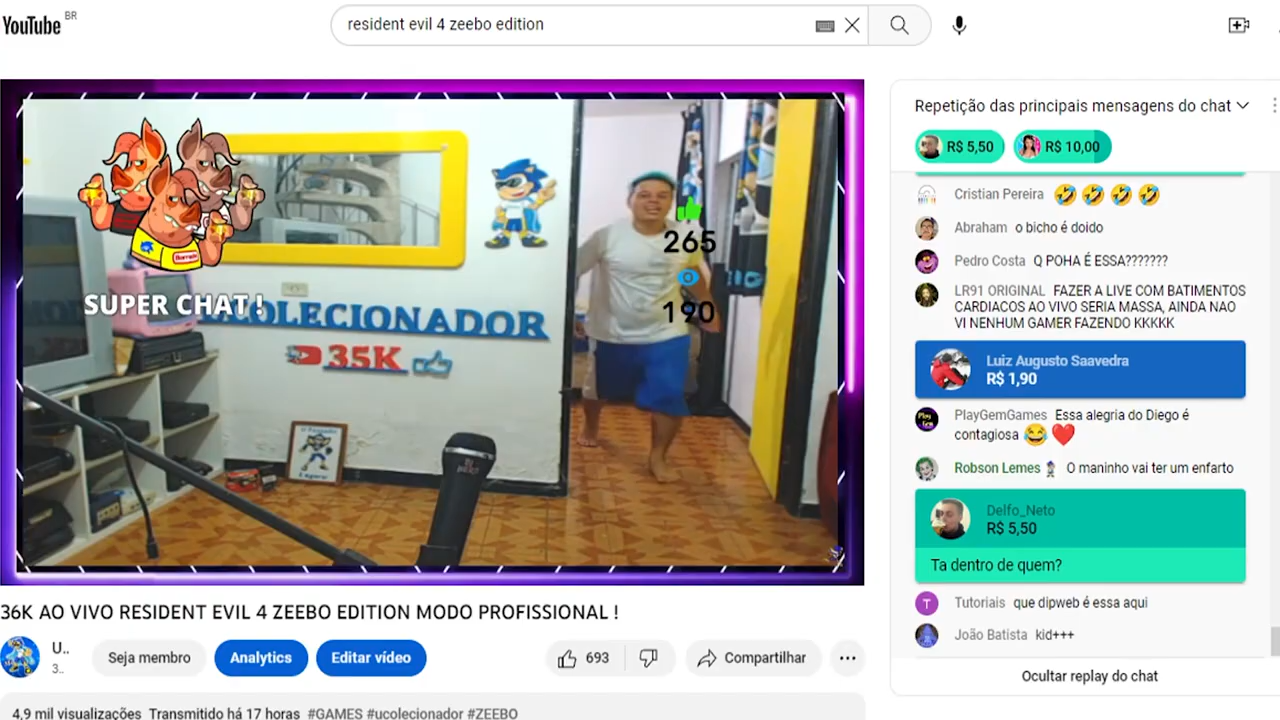 YouTube BR
resident evil 4 zeebo edition
SUPER CHAT !
UCOLECIONADOR
35K
265
190
Repetição das principais mensagens do chat
R$ 5,50
R$ 10,00
Cristian Pereira 🤣🤣🤣🤣
Abraham o bicho é doido
Pedro Costa Q POHA É ESSA???????
LR91 ORIGINAL FAZER A LIVE COM BATIMENTOS
CARDIACOS AO VIVO SERIA MASSA, AINDA NAO
VI NENHUM GAMER FAZENDO KKKKK
Luiz Augusto Saavedra
R$ 1,90
PlayGemGames Essa alegria do Diego é
contagiosa 😂❤️
Robson Lemes O maninho vai ter um enfarto
Delfo_Neto
R$ 5,50
Ta dentro de quem?
Tutoriais que dipweb é essa aqui
João Batista kid+++
Ocultar replay do chat
36K AO VIVO RESIDENT EVIL 4 ZEEBO EDITION MODO PROFISSIONAL !
U..
3..
Seja membro
Analytics
Editar vídeo
693
Compartilhar
4,9 mil visualizações Transmitido há 17 horas #GAMES #ucolecionador #ZEEBO